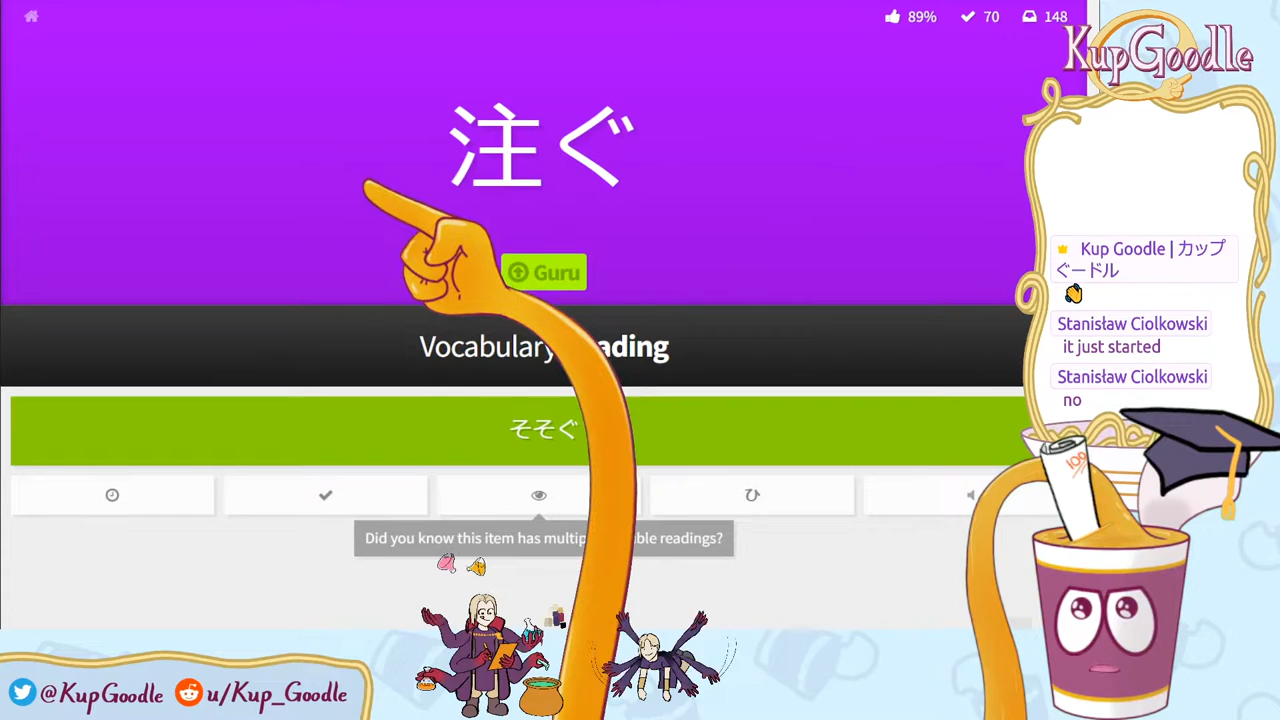 89% 70 148
KupGoodle
注ぐ
Guru
Vocabulary ading
そそぐ
ひ
Did you know this item has multip ble readings?
Kup Goodle | カップ
ぐードル
Stanisław Ciolkowski
it just started
Stanisław Ciolkowski
no
100
@KupGoodle u/Kup_Goodle